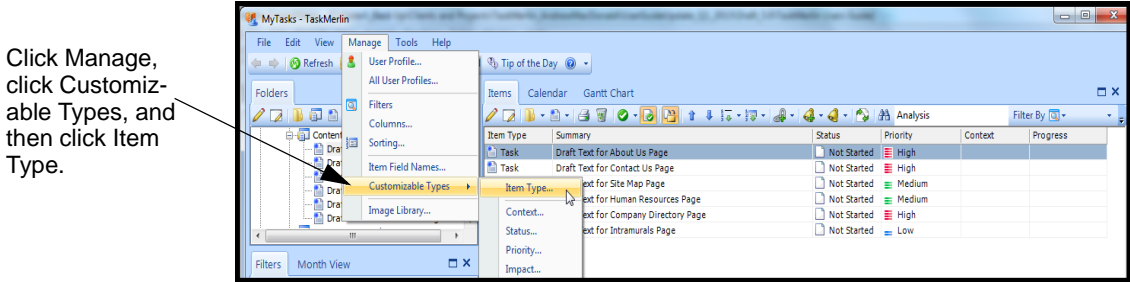 Click Manage,
click Customiz-
able Types, and
then click Item
Type.
MyTasks - TaskMerlin
File Edit View Manage Tools Help
Refresh Tip of the Day
User Profile...
All User Profiles...
Filters
Columns...
Sorting...
Item Field Names...
Customizable Types
Image Library...
Item Type...
Context...
Status...
Priority...
Impact...
Folders
Content
Dra
Dra
Dra
Dra
Filters Month View
Items Calendar Gantt Chart
Analysis Filter By
Item Type Summary Status Priority Context Progress
Task Draft Text for About Us Page Not Started High
Task Draft Text for Contact Us Page Not Started High
ext for Site Map Page Not Started Medium
ext for Human Resources Page Not Started Medium
ext for Company Directory Page Not Started High
ext for Intramurals Page Not Started Low